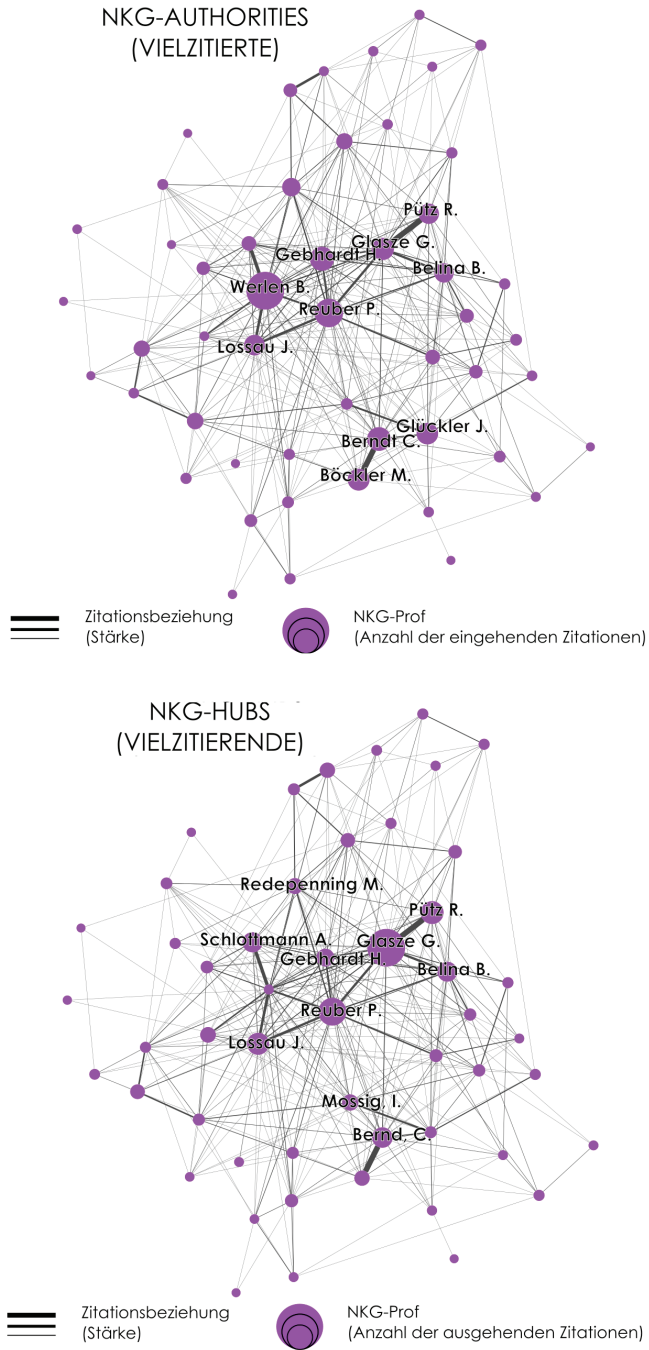 NKG-AUTHORITIES
(VIELZITIERTE)
Pütz R.
Glasze G.
Gebhardt H.
Belina B.
Werlen B.
Reuber P.
Lossau J.
Glückler J.
Berndt C.
Böckler M.
Zitationsbeziehung
(Stärke)
NKG-Prof
(Anzahl der eingehenden Zitationen)
NKG-HUBS
(VIELZITIERENDE)
Redepenning M.
Pütz R.
Schlottmann A.
Glasze G.
Gebhardt H.
Belina B.
Reuber P.
Lossau J.
Mossig, I.
Bernd, C.
Zitationsbeziehung
(Stärke)
NKG-Prof
(Anzahl der ausgehenden Zitationen)